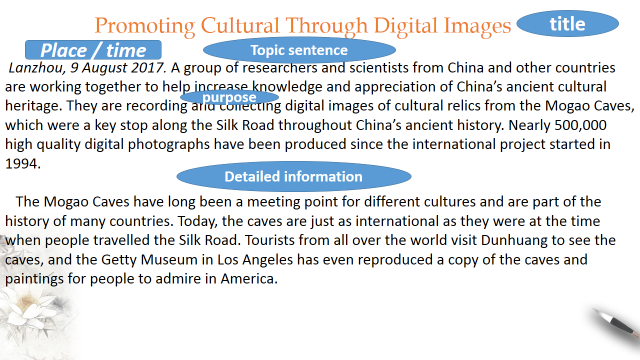 Promoting Cultural Through Digital Images
title
Place / time
Topic sentence
Lanzhou, 9 August 2017. A group of researchers and scientists from China and other countries
are working together to help increase knowledge and appreciation of China's ancient cultural
purpose
heritage. They are recording and collecting digital images of cultural relics from the Mogao Caves,
which were a key stop along the Silk Road throughout China's ancient history. Nearly 500,000
high quality digital photographs have been produced since the international project started in
1994.
Detailed information
The Mogao Caves have long been a meeting point for different cultures and are part of the
history of many countries. Today, the caves are just as international as they were at the time
when people travelled the Silk Road. Tourists from all over the world visit Dunhuang to see the
caves, and the Getty Museum in Los Angeles has even reproduced a copy of the caves and
paintings for people to admire in America.